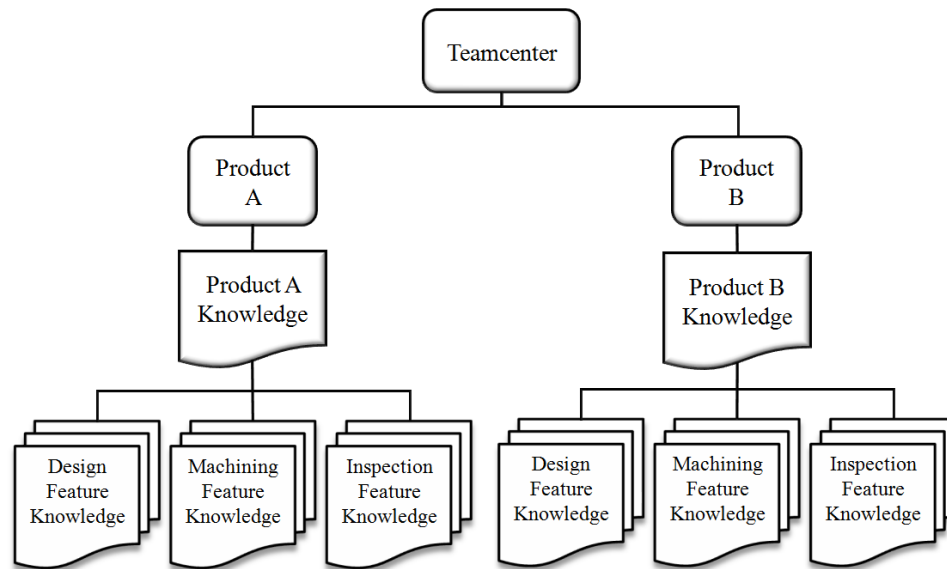 Teamcenter
Product
A
Product
B
Product A
Knowledge
Product B
Knowledge
Design
Feature
Knowledge
Machining
Feature
Knowledge
Inspection
Feature
Knowledge
Design
Feature
Knowledge
Machining
Feature
Knowledge
Inspection
Feature
Knowledge